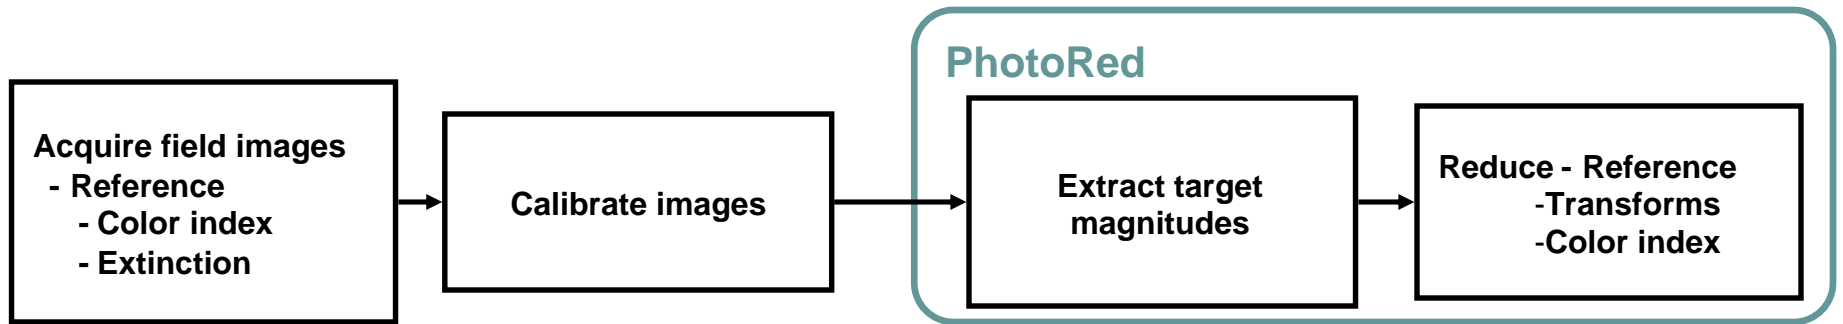 PhotoRed
Acquire field images
- Reference
- Color index
- Extinction
Calibrate images
Extract target
magnitudes
Reduce - Reference
-Transforms
-Color index